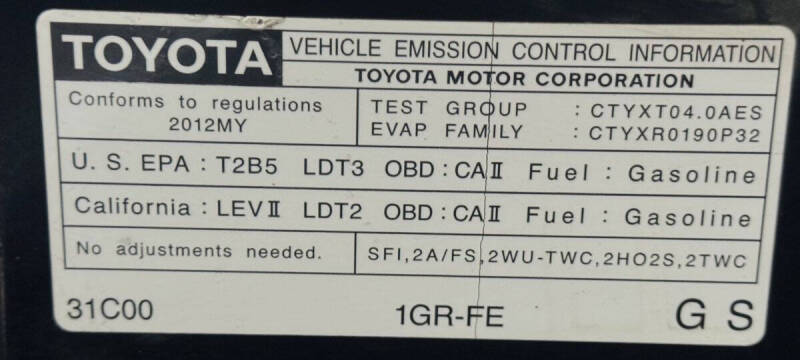 TOYOTA VEHICLE EMISSION CONTROL INFORMATION
TOYOTA MOTOR CORPORATION
Conforms to regulations
2012MY
TEST GROUP : CTYXT04.0AES
EVAP FAMILY : CTYXR0190P32
U. S. EPA : T2B5 LDT3 OBD : CAⅡ Fuel : Gasoline
California : LEVⅡ LDT2 OBD : CAⅡ Fuel : Gasoline
No adjustments needed. SFI,2A/FS,2WU-TWC,2HO2S,2TWC
31C00 1GR-FE G S